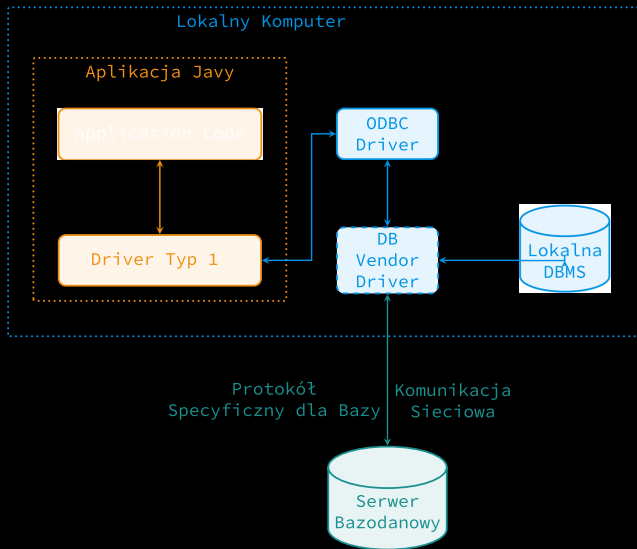 Lokalny Komputer
Aplikacja Javy
Application Code
ODBC
Driver
Driver Typ 1
DB
Vendor
Driver
Lokalna
DBMS
Protokół
Specyficzny dla Bazy
Komunikacja
Sieciowa
Serwer
Bazodanowy